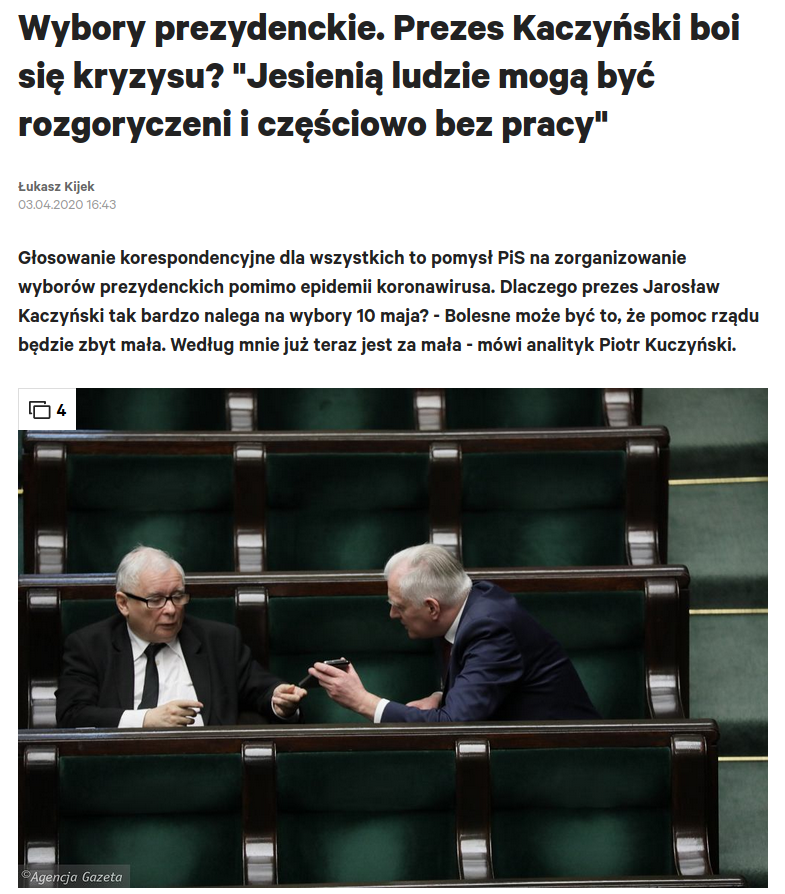 Wybory prezydenckie. Prezes Kaczyński boi
się kryzysu? "Jesienią ludzie mogą być
rozgoryczeni i częściowo bez pracy"
Łukasz Kijek
03.04.2020 16:43
Głosowanie korespondencyjne dla wszystkich to pomysł PiS na zorganizowanie
wyborów prezydenckich pomimo epidemii koronawirusa. Dlaczego prezes Jarosław
Kaczyński tak bardzo nalega na wybory 10 maja? - Bolesne może być to, że pomoc rządu
będzie zbyt mała. Według mnie już teraz jest za mała - mówi analityk Piotr Kuczyński.
4
©Agencja Gazeta